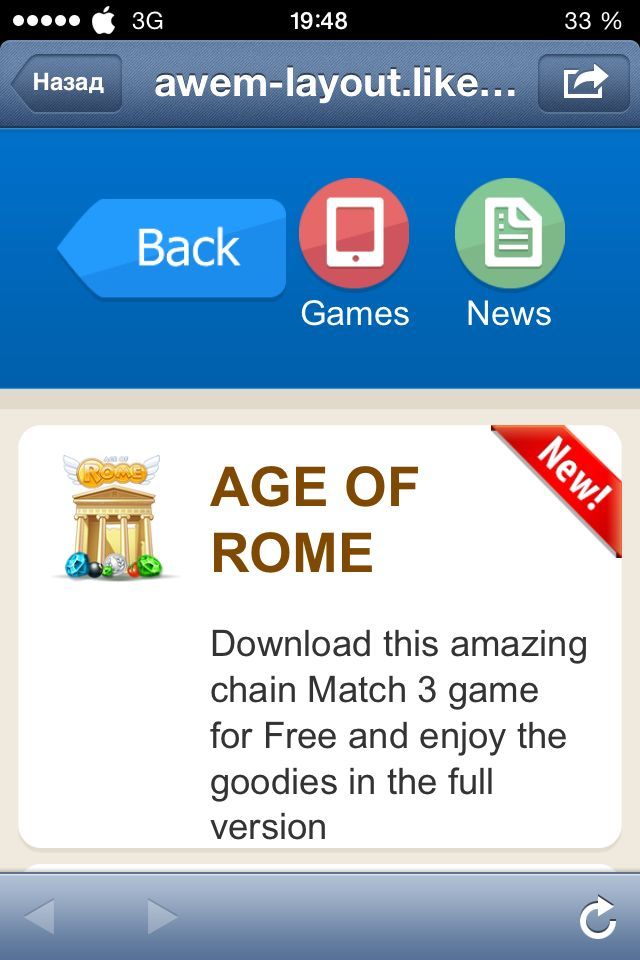 3G 19:48 33 %
Назад awem-layout.like...
Back
Games News
AGE OF
ROME
AGE OF
ROME
New!
Download this amazing
chain Match 3 game
for Free and enjoy the
goodies in the full
version